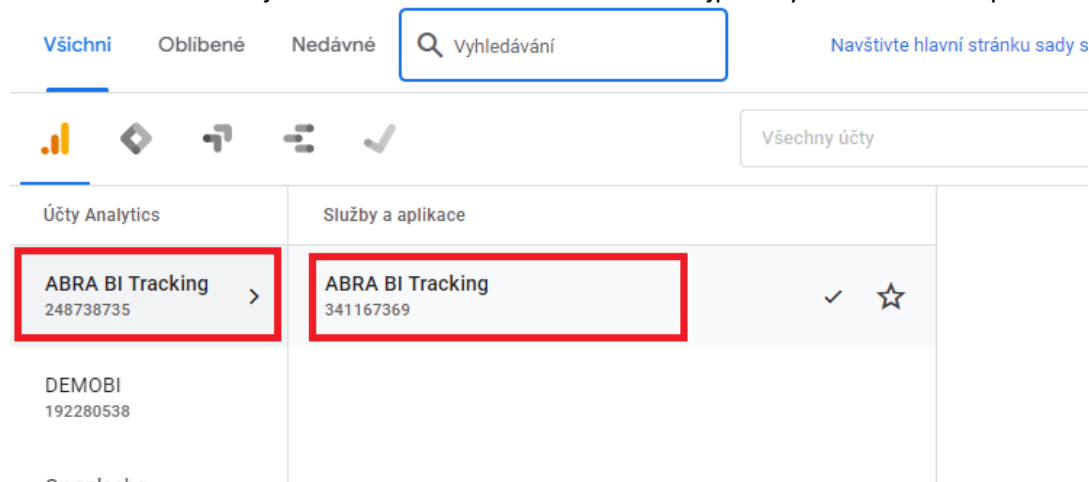 Všichni Oblíbené Nedávné Vyhledávání Navštivte hlavní stránku sady s
Všechny účty
Účty Analytics Služby a aplikace
ABRA BI Tracking ABRA BI Tracking
248738735 341167369
DEMOBI
192280538